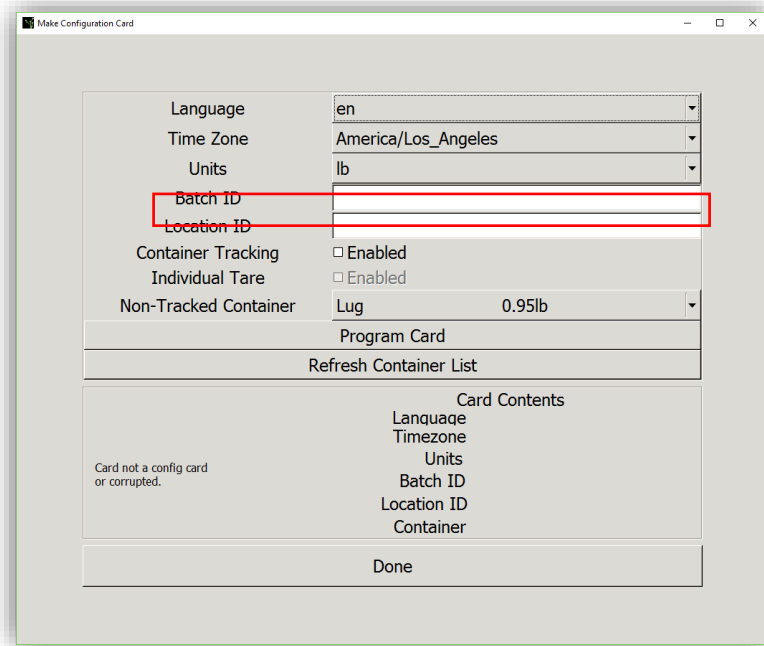 Make Configuration Card
Language en
Time Zone America/Los_Angeles
Units lb
Batch ID
Location ID
Container Tracking Enabled
Individual Tare Enabled
Non-Tracked Container Lug 0.95lb
Program Card
Refresh Container List
Card Contents
Language
Timezone
Units
Card not a config card
or corrupted.
Batch ID
Location ID
Container
Done